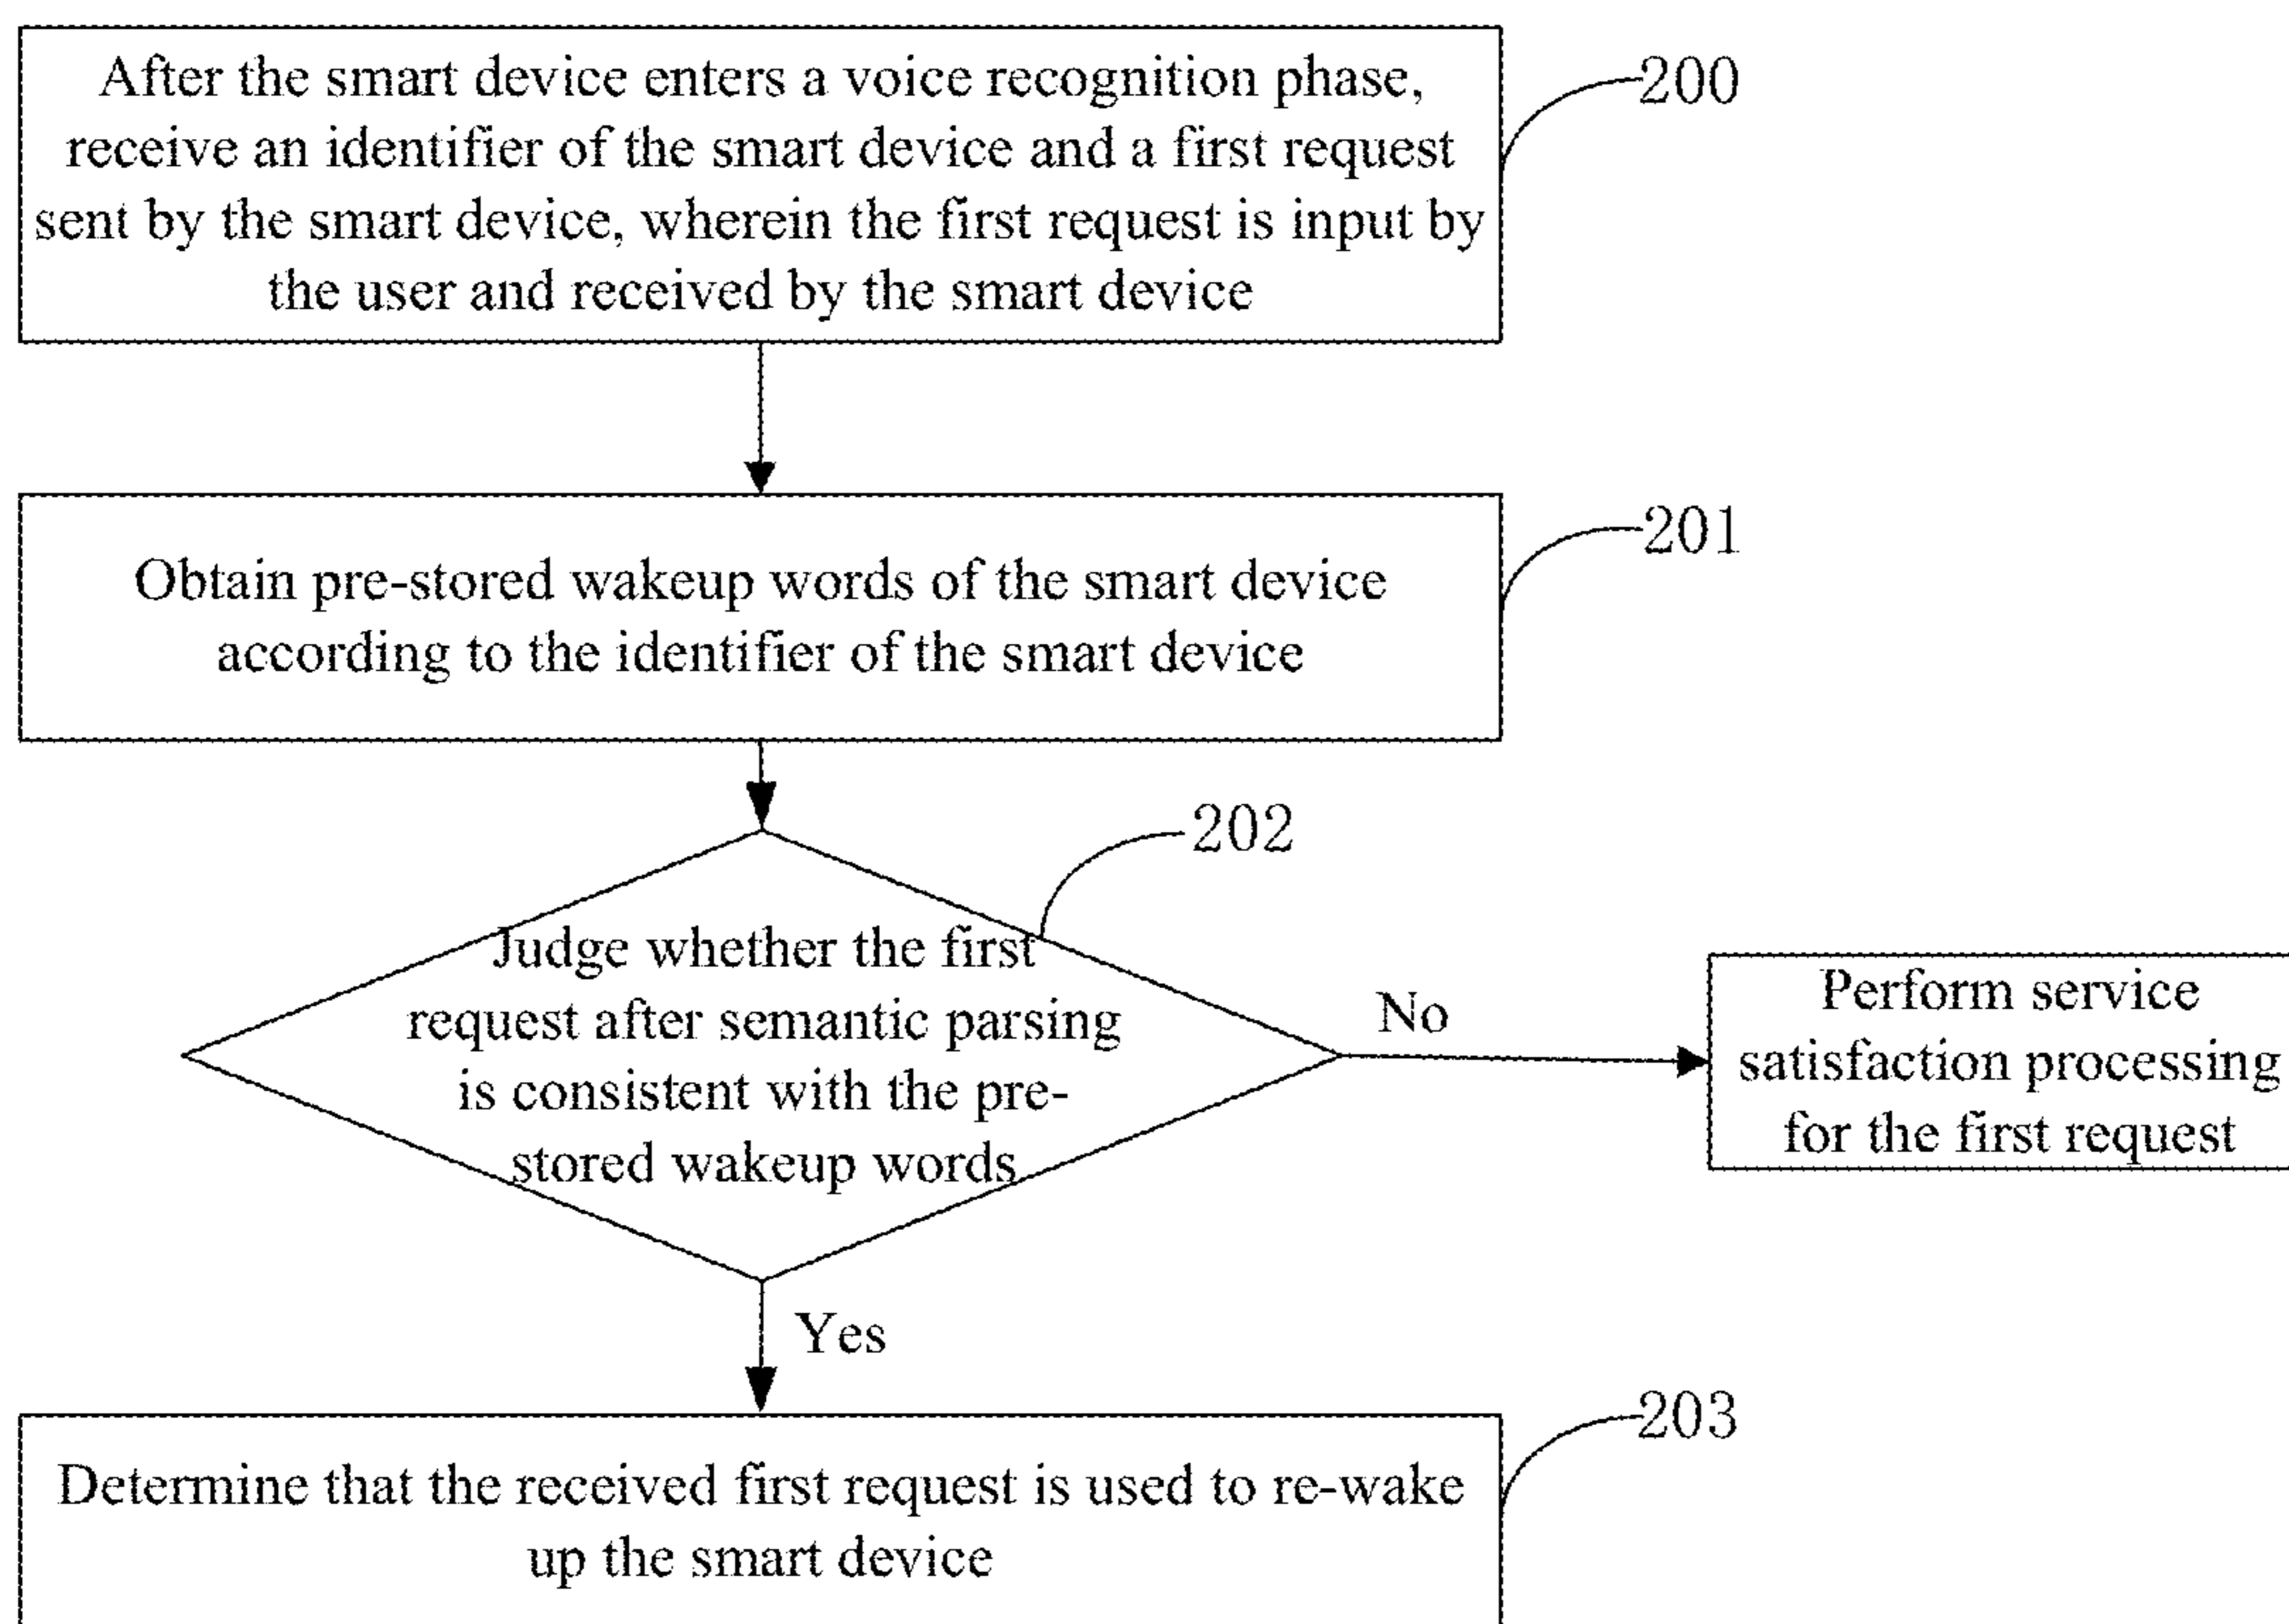 After the smart device enters a voice recognition phase,
receive an identifier of the smart device and a first request
sent by the smart device, wherein the first request is input by
the user and received by the smart device
200
Obtain pre-stored wakeup words of the smart device
according to the identifier of the smart device
201
202
Judge whether the first
request after semantic parsing
is consistent with the pre-
stored wakeup words
No
Perform service
satisfaction processing
for the first request
Yes
203
Determine that the received first request is used to re-wake
up the smart device